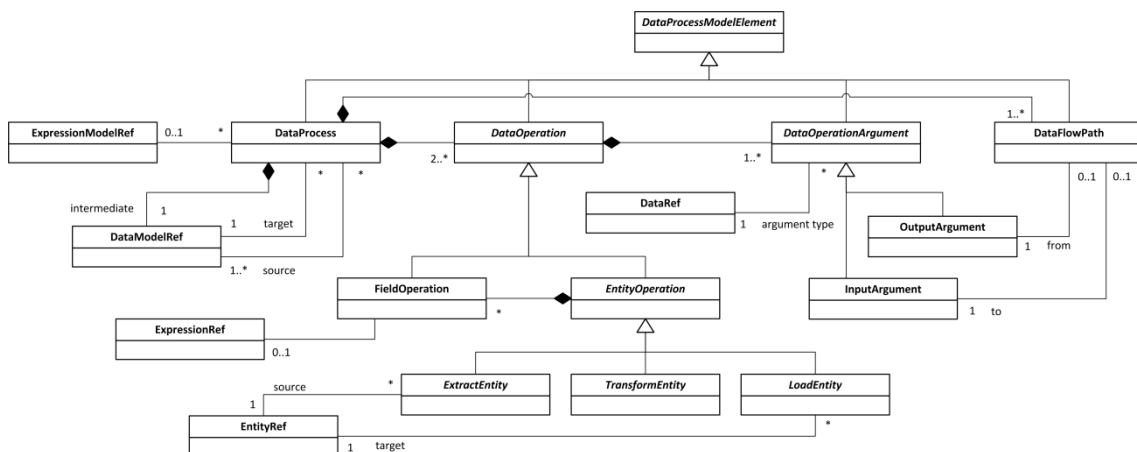 DataProcessModelElement
1..*
ExpressionModelRef
0..1
*
DataProcess
DataOperation
DataOperationArgument
DataFlowPath
2..*
1..*
*
*
*
0..1
0..1
intermediate
1
DataRef
1
target
1
argument type
OutputArgument
DataModelRef
1
from
1..*
source
FieldOperation
EntityOperation
InputArgument
*
1
to
ExpressionRef
0..1
source
*
ExtractEntity
TransformEntity
LoadEntity
1
EntityRef
*
1
target